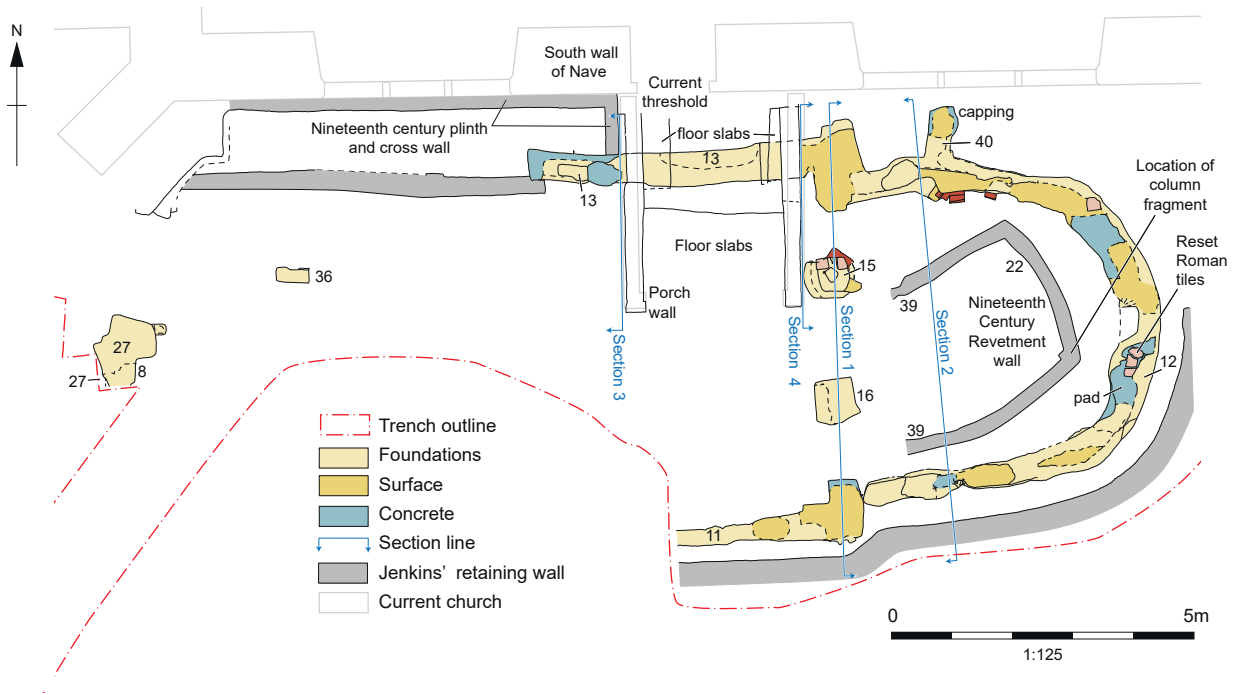 N
South wall
of Nave
Current
threshold
capping
Nineteenth century plinth
and cross wall
floor slabs
13
40
Location of
column
fragment
13
Floor slabs
15
22
Reset
Roman
tiles
36
39
Porch
wall
Nineteenth
Century
Revetment
wall
Section 3
Section 4
Section 1
Section 2
27
27
8
12
16
pad
39
Trench outline
Foundations
Surface
Concrete
Section line
Jenkins' retaining wall
Current church
11
0
5m
1:125